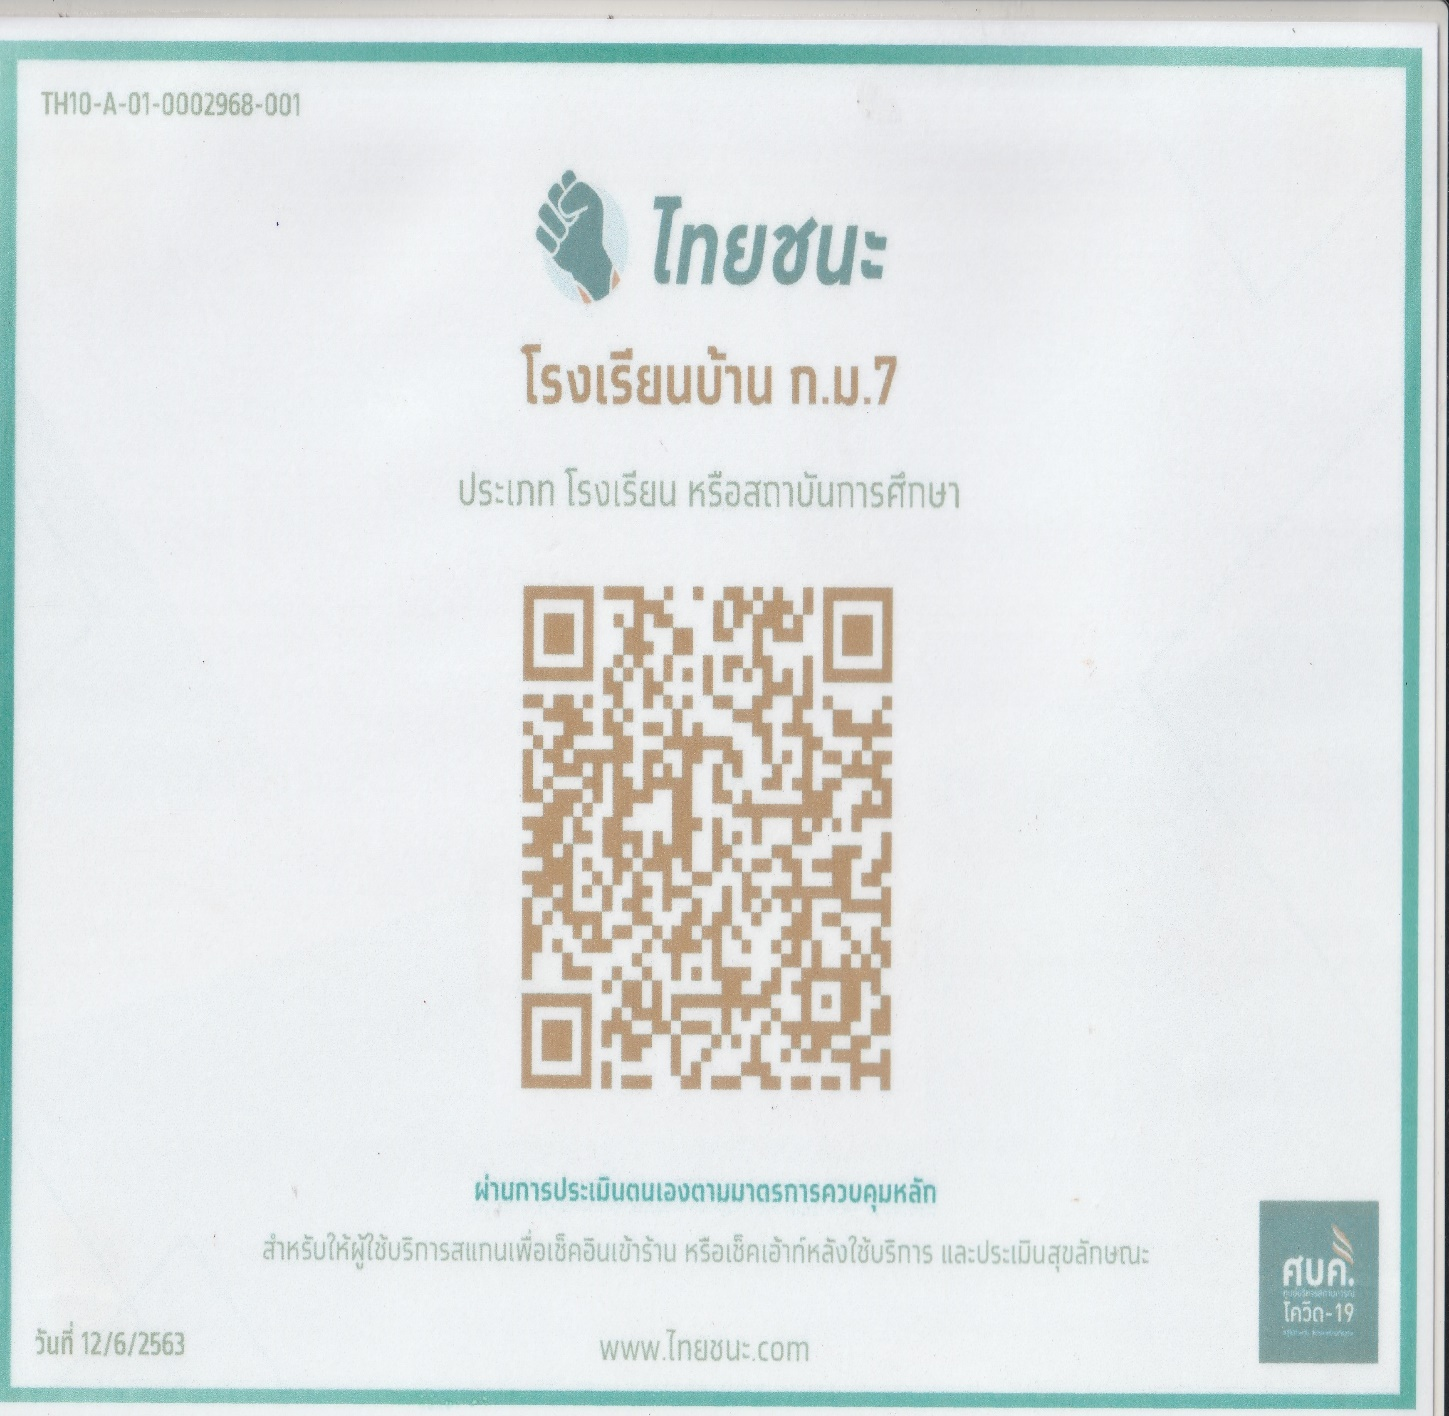 TH10-A-01-0002968-001
ไทยชนะ
โรงเรียนบ้าน ก.ม.7
ประเภท โรงเรียน หรือสถาบันการศึกษา
ผ่านการประเมินตนเองตามมาตรการควบคุมหลัก
สำหรับให้ผู้ใช้บริการสแกนเพื่อเช็คอินเข้าร้าน หรือเช็คเอ้าท์หลังใช้บริการ และประเมินสุขลักษณะ
ศบค.
โควิด-19
วันที่ 12/6/2563
www.ไทยชนะ.com